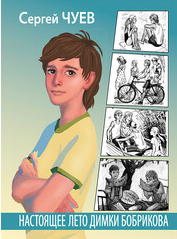 Сергей ЧУЕВ
НАСТОЯЩЕЕ ЛЕТО ДИМКИ БОБРИКОВА